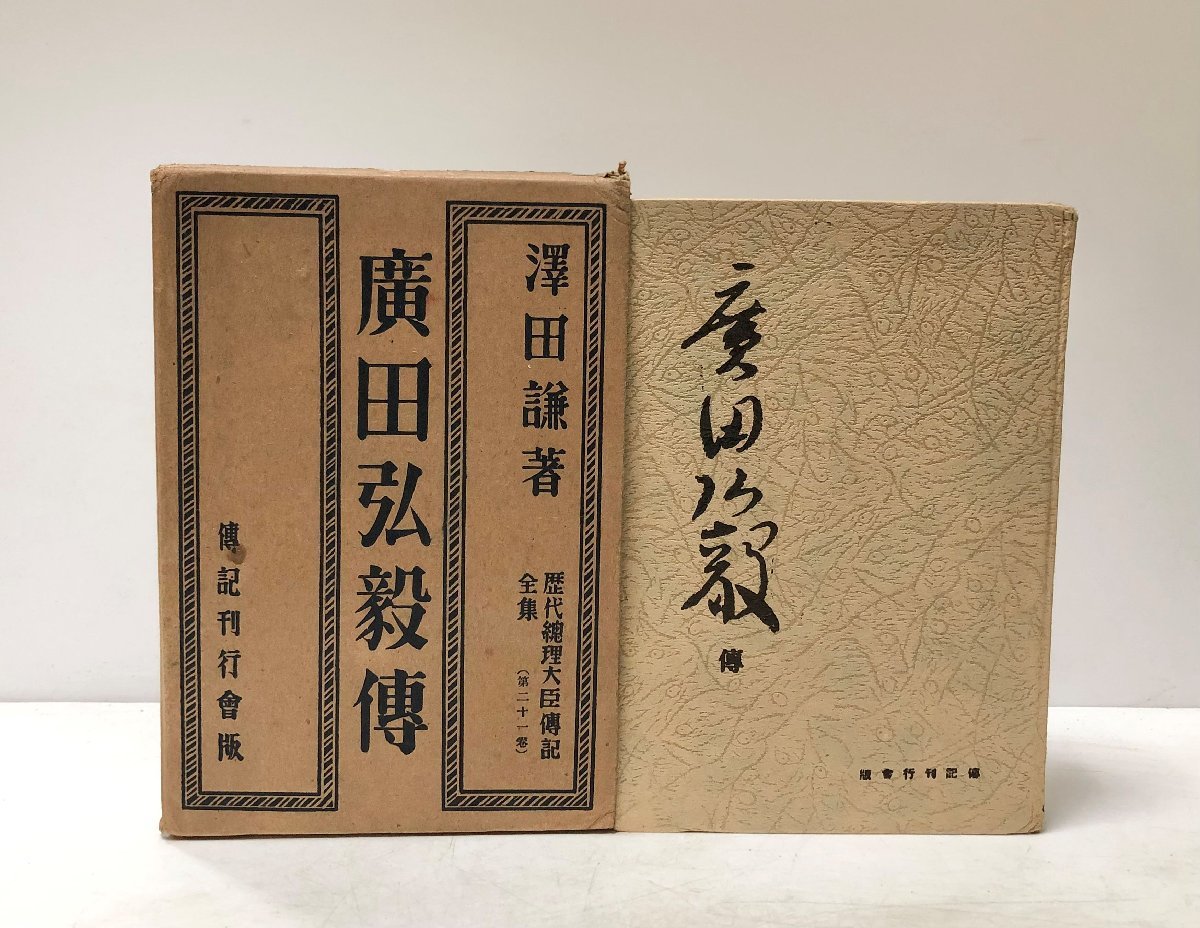 澤田謙著
歴代總理大臣傳記
全集
(第二十一卷)
廣田弘毅傳
傳記刊行會版
廣田弘毅
傳
傳記刊行會版